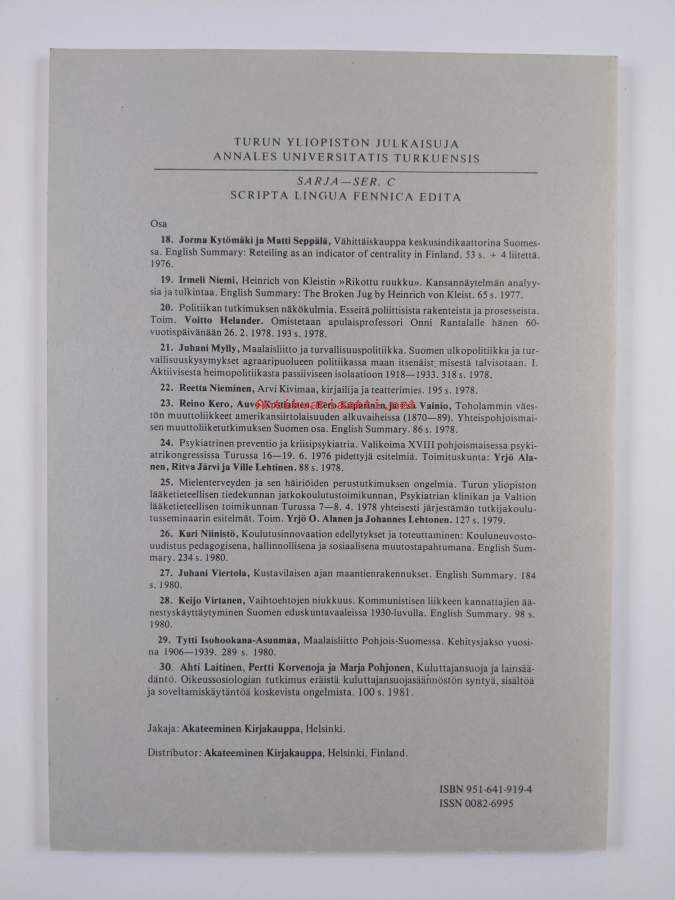 TURUN YLIOPISTON JULKAISUJA
ANNALES UNIVERSITATIS TURKUENSIS
SARJA—SER. C
SCRIPTA LINGUA FENNICA EDITA
Osa
18. Jorma Kytömäki ja Matti Seppälä, Vähittäiskauppa keskusindikaattorina Suomes-
sa. English Summary: Reteiling as an indicator of centrality in Finland. 53 s. + 4 liitettä.
1976.
19. Irmeli Niemi, Heinrich von Kleistin »Rikottu ruukku». Kansannäytelmän analyy-
sia ja tulkintaa. English Summary: The Broken Jug by Heinrich von Kleist. 65 s. 1977.
20. Politiikan tutkimuksen näkökulmia. Esseitä poliittisista rakenteista ja prosesseista.
Toim. Voitto Helander. Omistetaan apulaisprofessori Onni Rantalalle hänen 60-
vuotispäivänään 26. 2. 1978. 193 s. 1978.
21. Juhani Mylly, Maalaisliitto ja turvallisuuspolitiikka. Suomen ulkopolitiikka ja tur-
vallisuuskysymykset agraaripuolueen politiikassa maan itsenäistymisestä talvisotaan. I.
Aktiivisesta heimopolitiikasta passiiviseen isolaatioon 1918—1933. 318 s. 1978.
22. Reetta Nieminen, Arvi Kivimaa, kirjailija ja teatterimies. 195 s. 1978.
23. Reino Kero, Auvo Kostiainen, Eero Kuparinen ja Esa Vainio, Toholammin väes-
tön muuttoliikkeet amerikansiirtolaisuuden alkuvaiheissa (1870—89). Yhteispohjoismai-
sen muuttoliiketutkimuksen Suomen osa. English Summary. 86 s. 1978.
24. Psykiatrinen preventio ja kriisipsykiatria. Valikoima XVIII pohjoismaisessa psyki-
atrikongressissa Turussa 16—19. 6. 1976 pidettyjä esitelmiä. Toimituskunta: Yrjö Ala-
nen, Ritva Järvi ja Ville Lehtinen. 88 s. 1978.
25. Mielenterveyden ja sen häiriöiden perustutkimuksen ongelmia. Turun yliopiston
lääketieteellisen tiedekunnan jatkokoulutustoimikunnan, Psykiatrian klinikan ja Valtion
lääketieteellisen toimikunnan Turussa 7—8. 4. 1978 yhteisesti järjestämän tutkijakoulu-
tusseminaarin esitelmät. Toim. Yrjö O. Alanen ja Johannes Lehtonen. 127 s. 1979.
26. Kari Niinistö, Koulutusinnovaation edellytykset ja toteuttaminen: Kouluneuvosto-
uudistus pedagogisena, hallinnollisena ja sosiaalisena muutostapahtumana. English Sum-
mary. 234 s. 1980.
27. Juhani Viertola, Kustavilaisen ajan maantienrakennukset. English Summary. 184
s. 1980.
28. Keijo Virtanen, Vaihtoehtojen niukkuus. Kommunistisen liikkeen kannattajien ää-
nestyskäyttäytyminen Suomen eduskuntavaaleissa 1930-luvulla. English Summary. 98 s.
1980.
29. Tytti Isohookana-Asunmaa, Maalaisliitto Pohjois-Suomessa. Kehitysjakso vuosi-
na 1906—1939. 289 s. 1980.
30. Ahti Laitinen, Pertti Korvenoja ja Marja Pohjonen, Kuluttajansuoja ja lainsää-
däntö. Oikeussosiologian tutkimus eräistä kuluttajansuojasäännöstön syntyä, sisältöä
ja soveltamiskäytäntöä koskevista ongelmista. 100 s. 1981.
Jakaja: Akateeminen Kirjakauppa, Helsinki.
Distributor: Akateeminen Kirjakauppa, Helsinki, Finland.
ISBN 951-641-919-4
ISSN 0082-6995